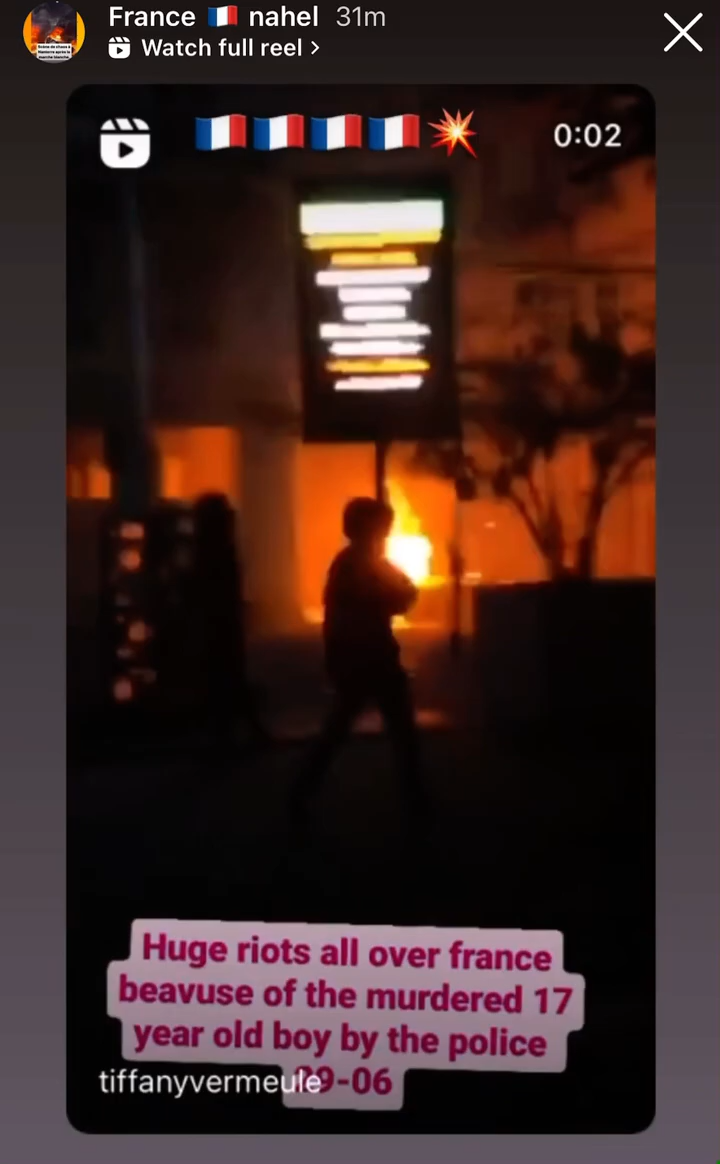 France 🇫🇷 nahel 31m
Watch full reel >
🇫🇷🇫🇷🇫🇷🇫🇷💥 0:02
Huge riots all over france
beavuse of the murdered 17
year old boy by the police
29-06
tiffanyvermeule